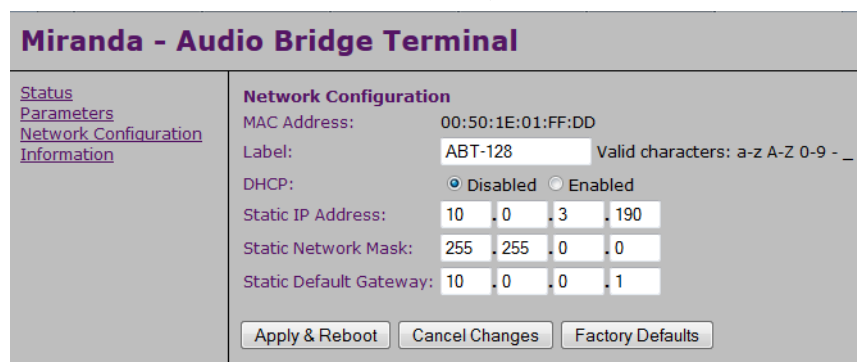 Miranda - Audio Bridge Terminal
Status
Parameters
Network Configuration
Information
Network Configuration
MAC Address: 00:50:1E:01:FF:DD
Label: ABT-128 Valid characters: a-z A-Z 0-9 - _
DHCP: Disabled Enabled
Static IP Address: 10 . 0 . 3 . 190
Static Network Mask: 255 . 255 . 0 . 0
Static Default Gateway: 10 . 0 . 0 . 1
Apply & Reboot Cancel Changes Factory Defaults